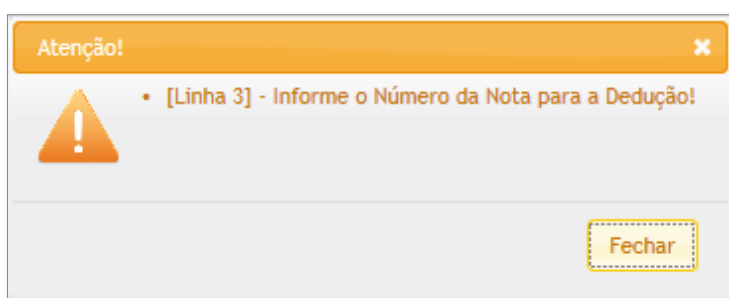 Atenção!
• [Linha 3] - Informe o Número da Nota para a Dedução!
Fechar